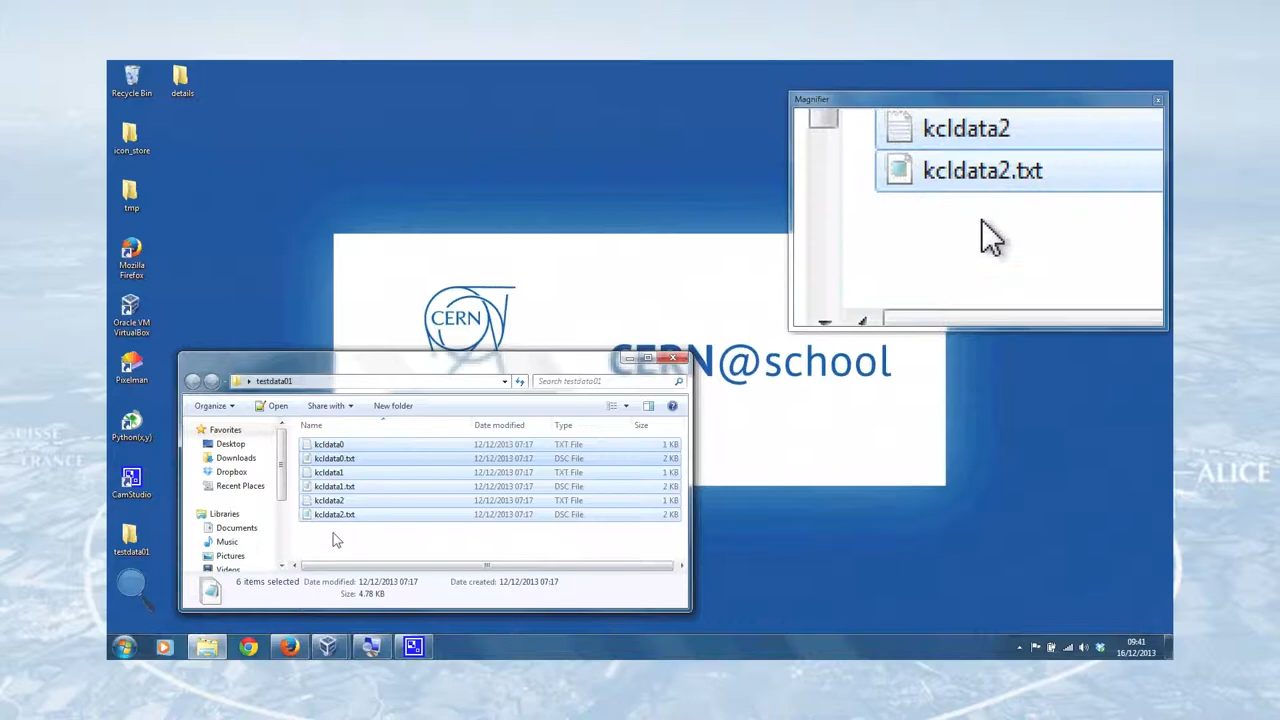 Recycle Bin
details
icon_store
tmp
Mozilla
Firefox
Oracle VM
VirtualBox
Pixelman
Python(x,y)
CamStudio
testdata01
Magnifier
x
kcldata2
kcldata2.txt
CERN
CERN@school
testdata01
Search testdata01
Organize
Open
Share with
New folder
Name
Date modified
Type
Size
Favorites
Desktop
Downloads
Dropbox
Recent Places
Libraries
Documents
Music
Pictures
Videos
kcldata0 12/12/2013 07:17 TXT File 1 KB
kcldata0.txt 12/12/2013 07:17 DSC File 2 KB
kcldata1 12/12/2013 07:17 TXT File 1 KB
kcldata1.txt 12/12/2013 07:17 DSC File 2 KB
kcldata2 12/12/2013 07:17 TXT File 1 KB
kcldata2.txt 12/12/2013 07:17 DSC File 2 KB
6 items selected
Date modified: 12/12/2013 07:17
Date created: 12/12/2013 07:17
Size: 4.78 KB
09:41
16/12/2013
SUISSE
FRANCE
ALICE